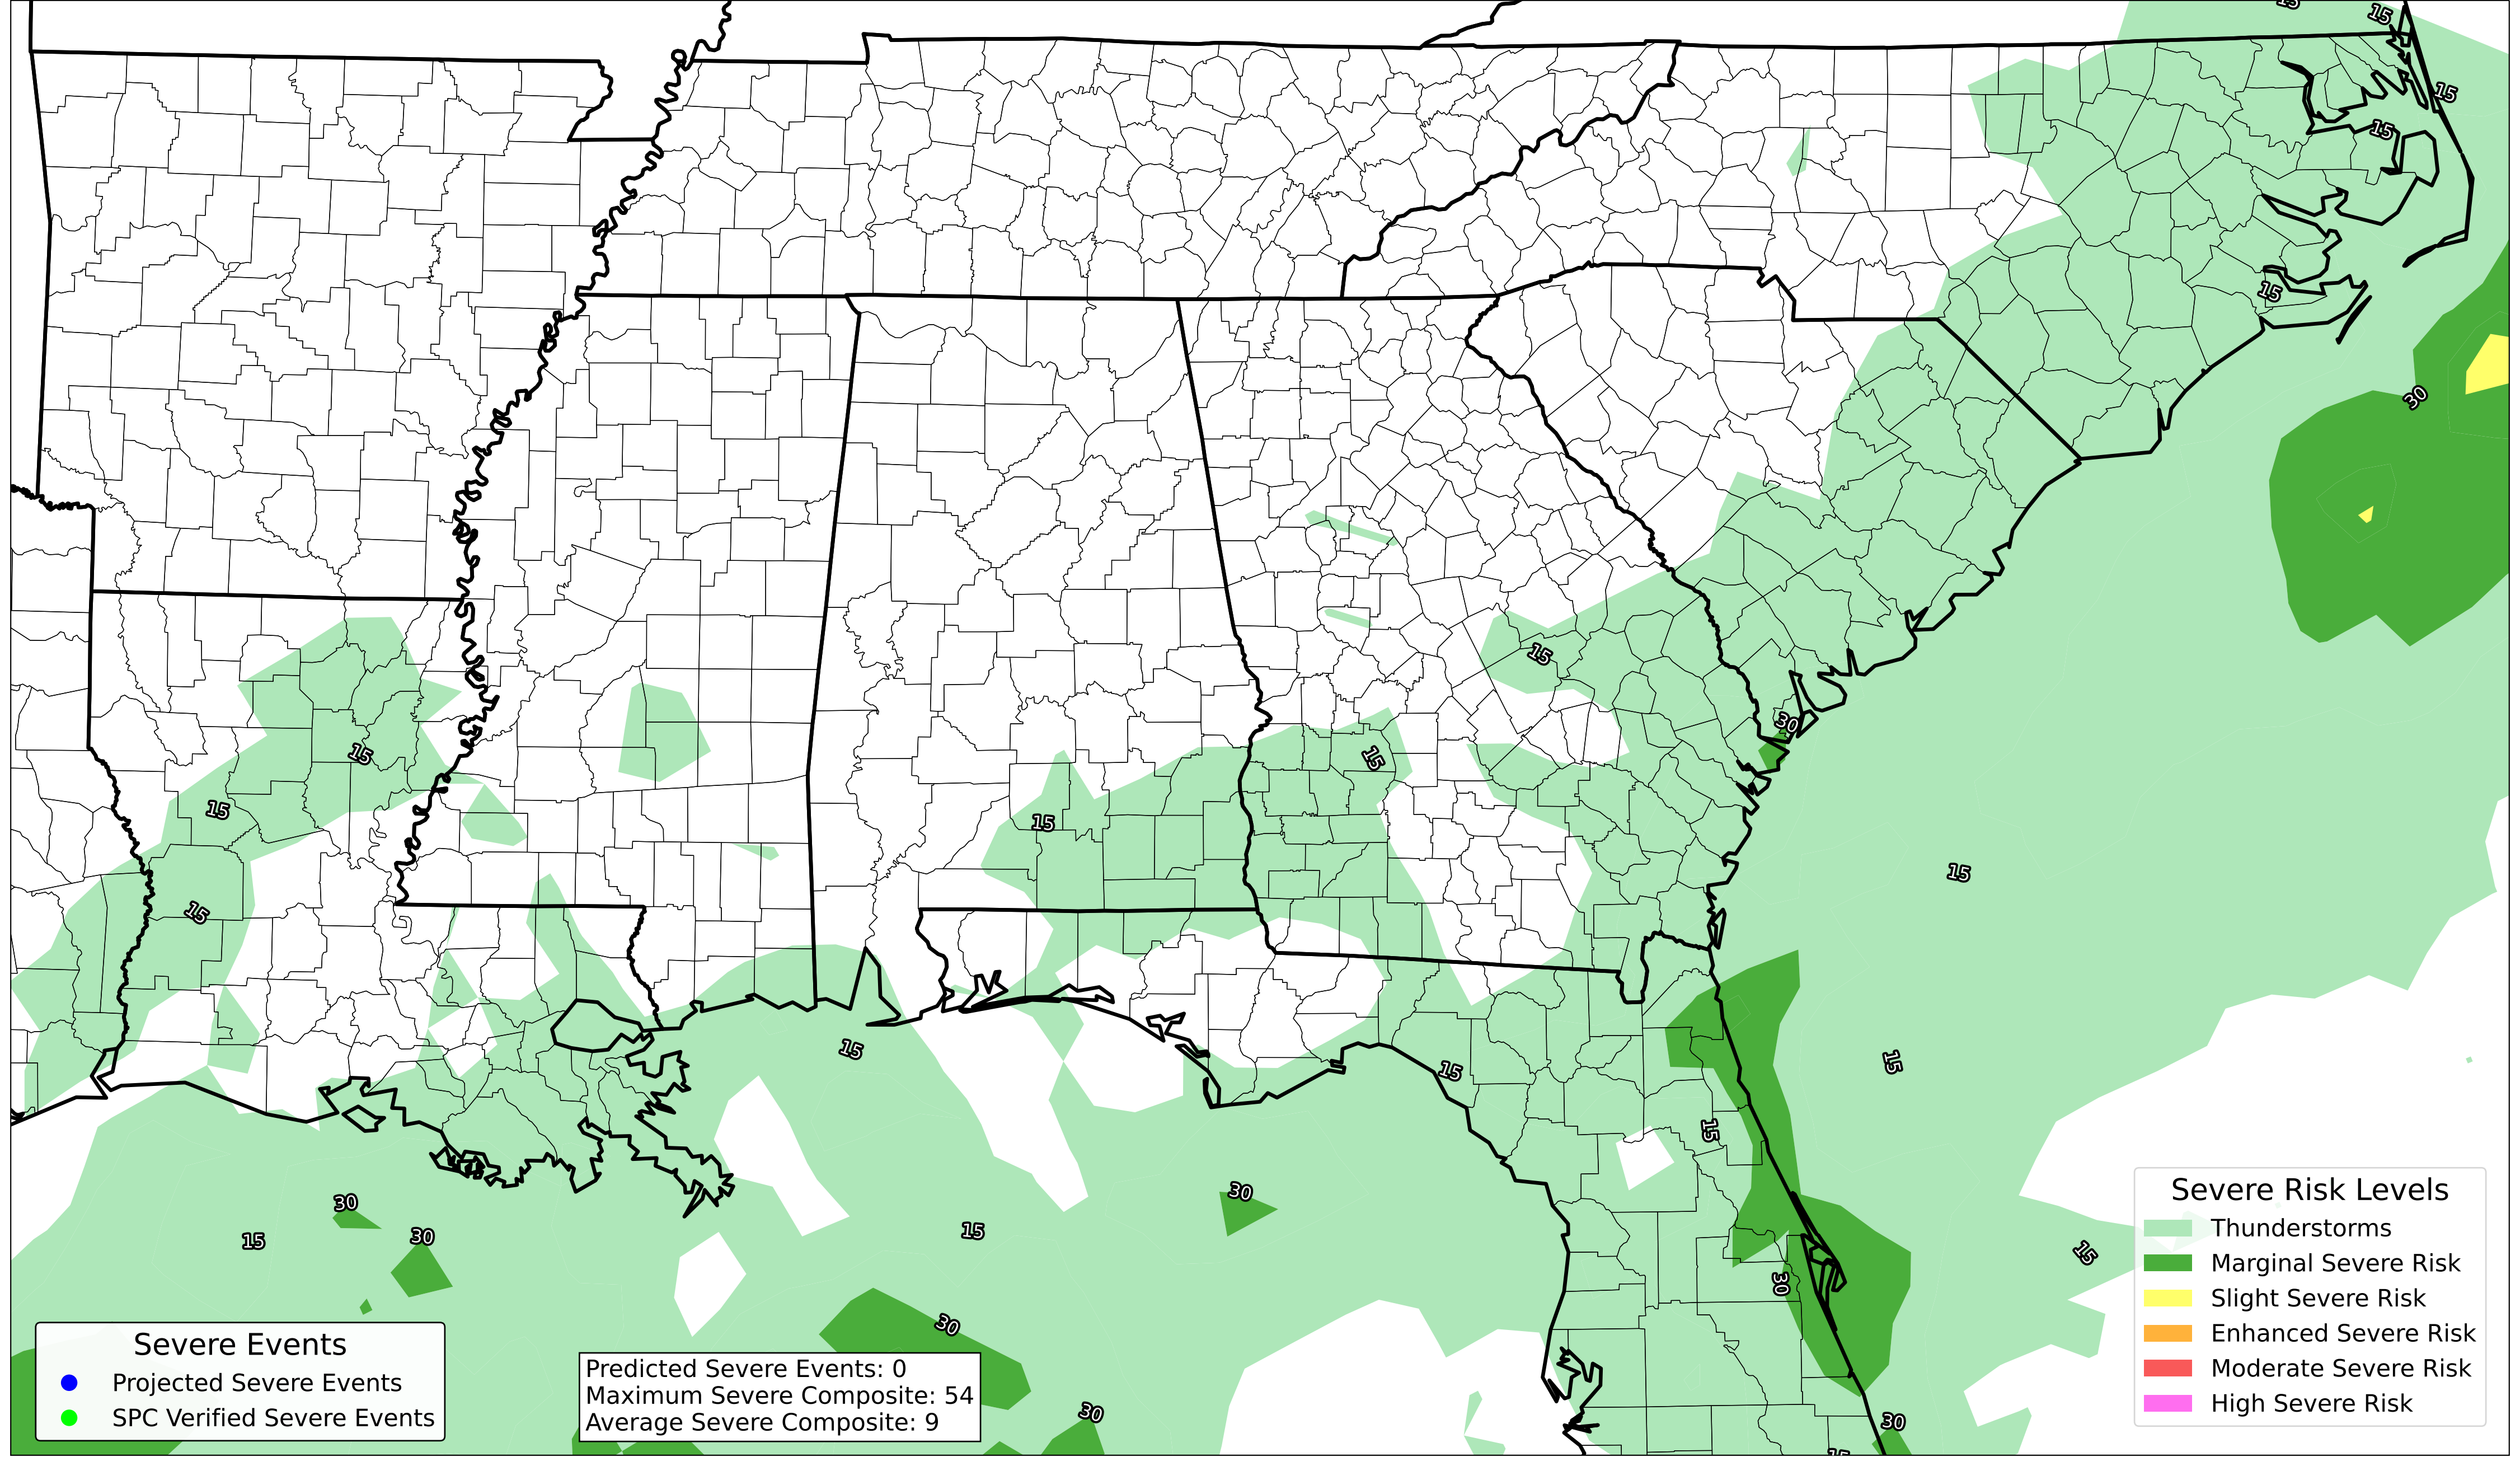 15
15
15
15
15
30
15
30
15
15
15
15
15
15
15
15
15
15
30
30
15
30
15
15
30
30
30
30
15
Severe Risk Levels
Thunderstorms
Marginal Severe Risk
Slight Severe Risk
Enhanced Severe Risk
Moderate Severe Risk
High Severe Risk
Severe Events
Projected Severe Events
SPC Verified Severe Events
Predicted Severe Events: 0
Maximum Severe Composite: 54
Average Severe Composite: 9